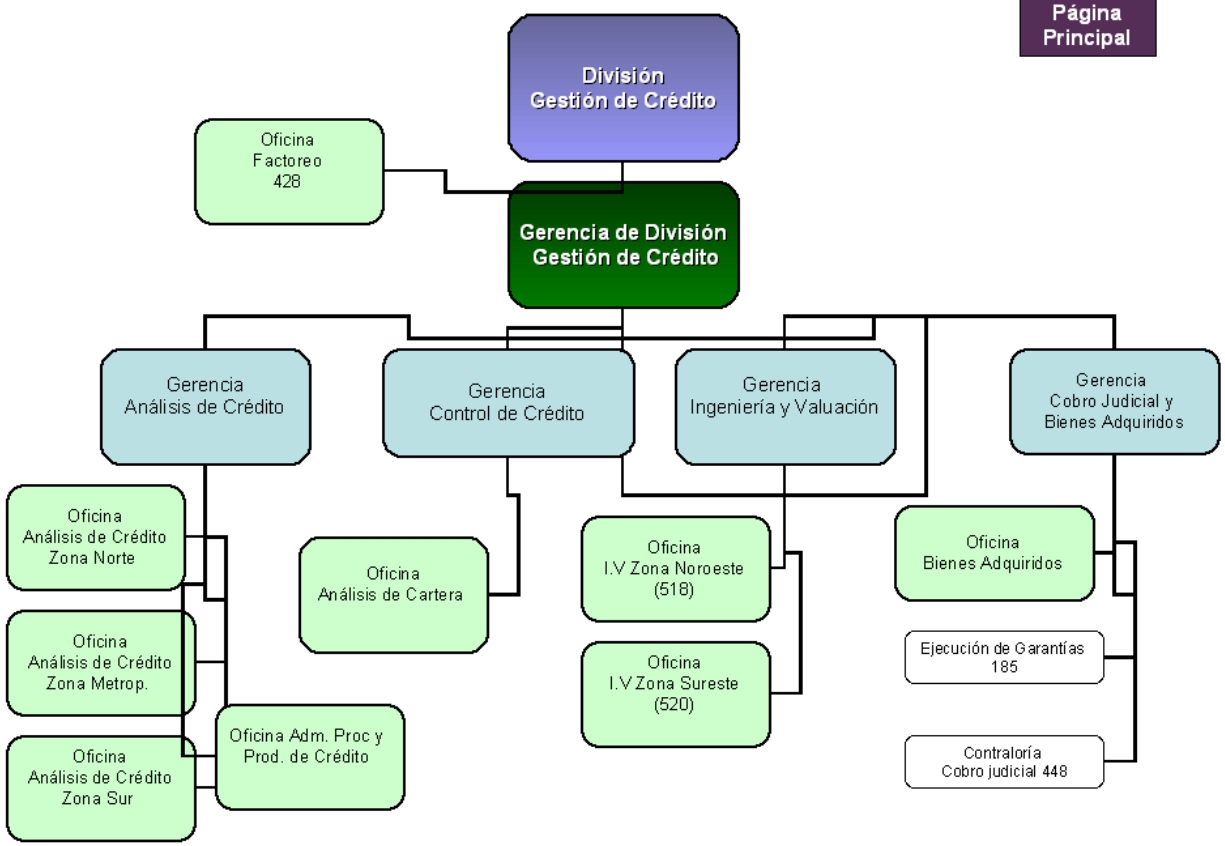 Página
Principal
División
Gestión de Crédito
Oficina
Factoreo
428
Gerencia de División
Gestión de Crédito
Gerencia
Análisis de Crédito
Gerencia
Control de Crédito
Gerencia
Ingeniería y Valuación
Gerencia
Cobro Judicial y
Bienes Adquiridos
Oficina
Análisis de Crédito
Zona Norte
Oficina
Análisis de Cartera
Oficina
I.V Zona Noroeste
(518)
Oficina
Bienes Adquiridos
Oficina
Análisis de Crédito
Zona Metrop.
Oficina
I.V Zona Sureste
(520)
Ejecución de Garantías
185
Oficina Adm. Proc y
Prod. de Crédito
Oficina
Análisis de Crédito
Zona Sur
Contraloría
Cobro judicial 448